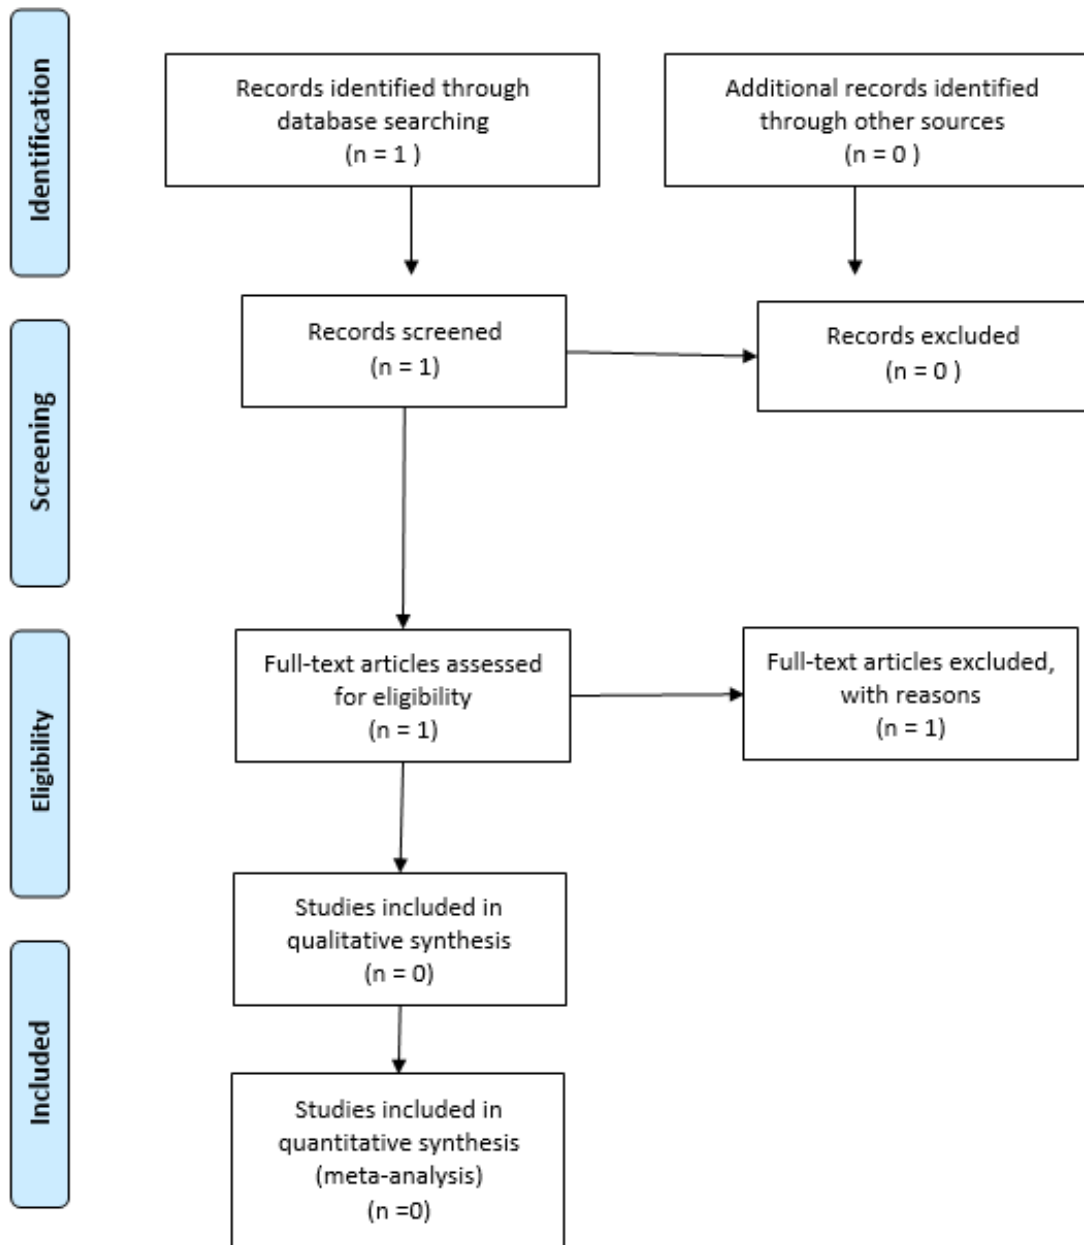 Identification
Records identified through
database searching
(n = 1 )
Additional records identified
through other sources
(n = 0 )
Screening
Records screened
(n = 1)
Records excluded
(n = 0 )
Eligibility
Full-text articles assessed
for eligibility
(n = 1)
Full-text articles excluded,
with reasons
(n = 1)
Studies included in
qualitative synthesis
(n = 0)
Included
Studies included in
quantitative synthesis
(meta-analysis)
(n =0)